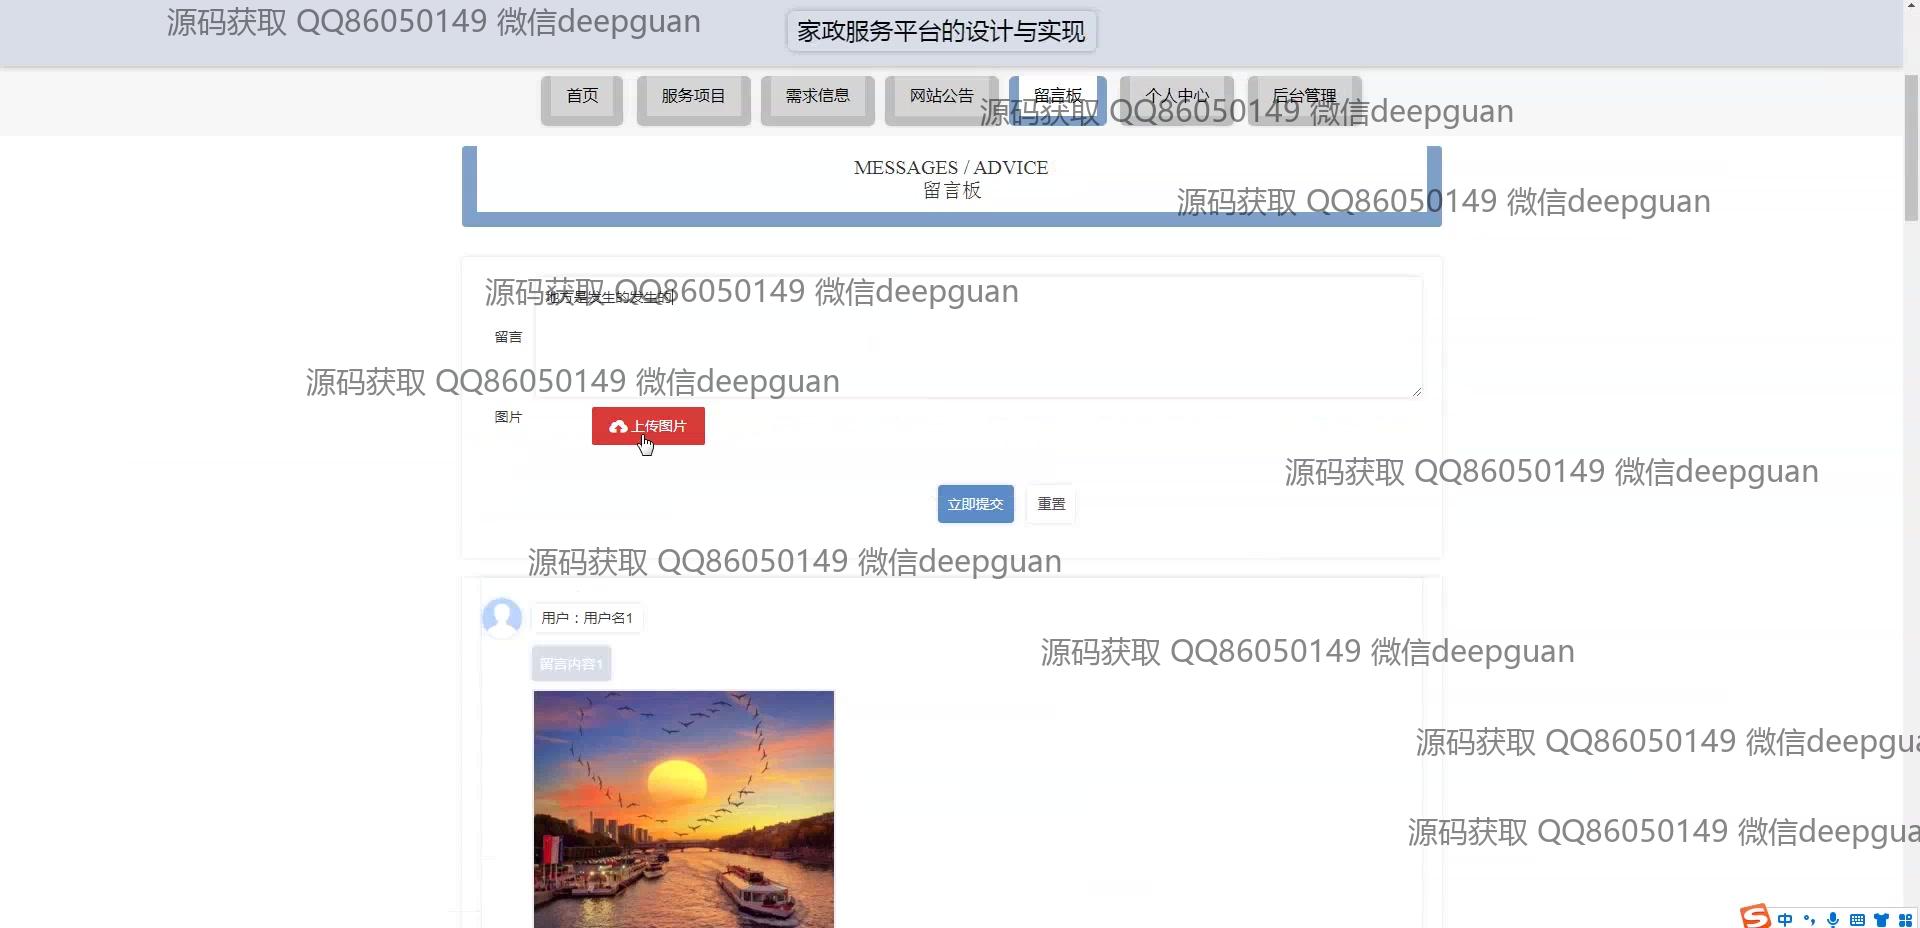 源码获取 QQ86050149 微信deepguan
家政服务平台的设计与实现
首页 服务项目 需求信息 网站公告 留言板 个人中心 后台管理
源码获取 QQ86050149 微信deepguan
MESSAGES / ADVICE
留言板
源码获取 QQ86050149 微信deepguan
源码获取 QQ86050149 微信deepguan
地方是发生的发生的
留言
源码获取 QQ86050149 微信deepguan
图片
上传图片
源码获取 QQ86050149 微信deepguan
立即提交 重置
源码获取 QQ86050149 微信deepguan
用户：用户名1
源码获取 QQ86050149 微信deepguan
留言内容1
源码获取 QQ86050149 微信deepgua
源码获取 QQ86050149 微信deepgua
中